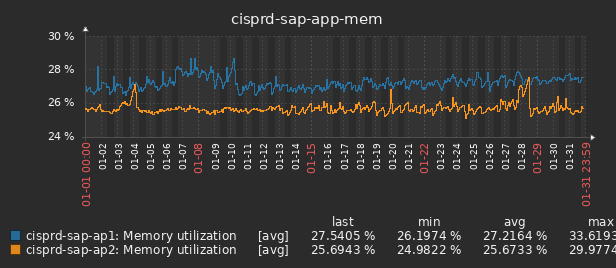 cisprd-sap-app-mem
30 %
28 %
26 %
24 %
01-01 00:00 01-02 01-03 01-04 01-05 01-06 01-07 01-08 01-09 01-10 01-11 01-12 01-13 01-14 01-15 01-16 01-17 01-18 01-19 01-20 01-21 01-22 01-23 01-24 01-25 01-26 01-27 01-28 01-29 01-30 01-31 01-31 23:59
last min avg max
cisprd-sap-ap1: Memory utilization [avg] 27.5405 % 26.1974 % 27.2164 % 33.6193
cisprd-sap-ap2: Memory utilization [avg] 25.6943 % 24.9822 % 25.6733 % 29.9774